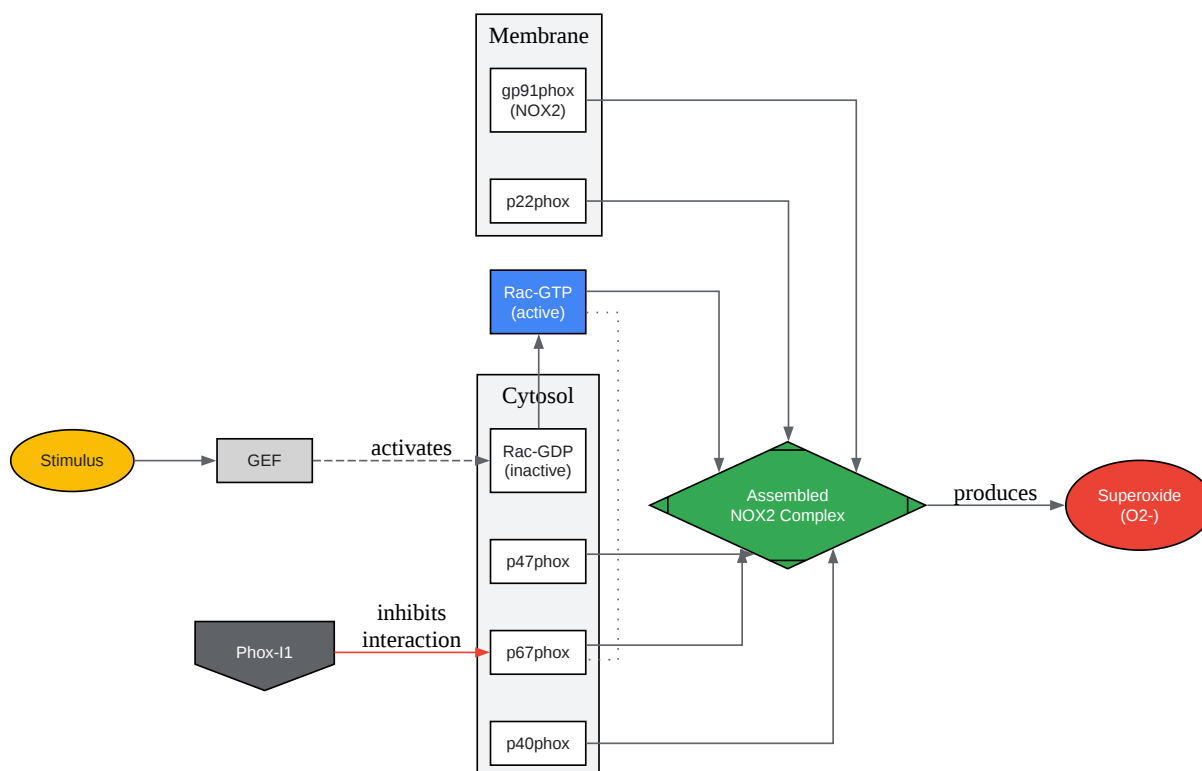 Membrane
gp91phox
(NOX2)
p22phox
Rac-GTP
(active)
Cytosol
Stimulus
GEF
activates
Rac-GDP
(inactive)
Assembled
NOX2 Complex
produces
Superoxide
(O2-)
p47phox
inhibits
interaction
Phox-I1
p67phox
p40phox